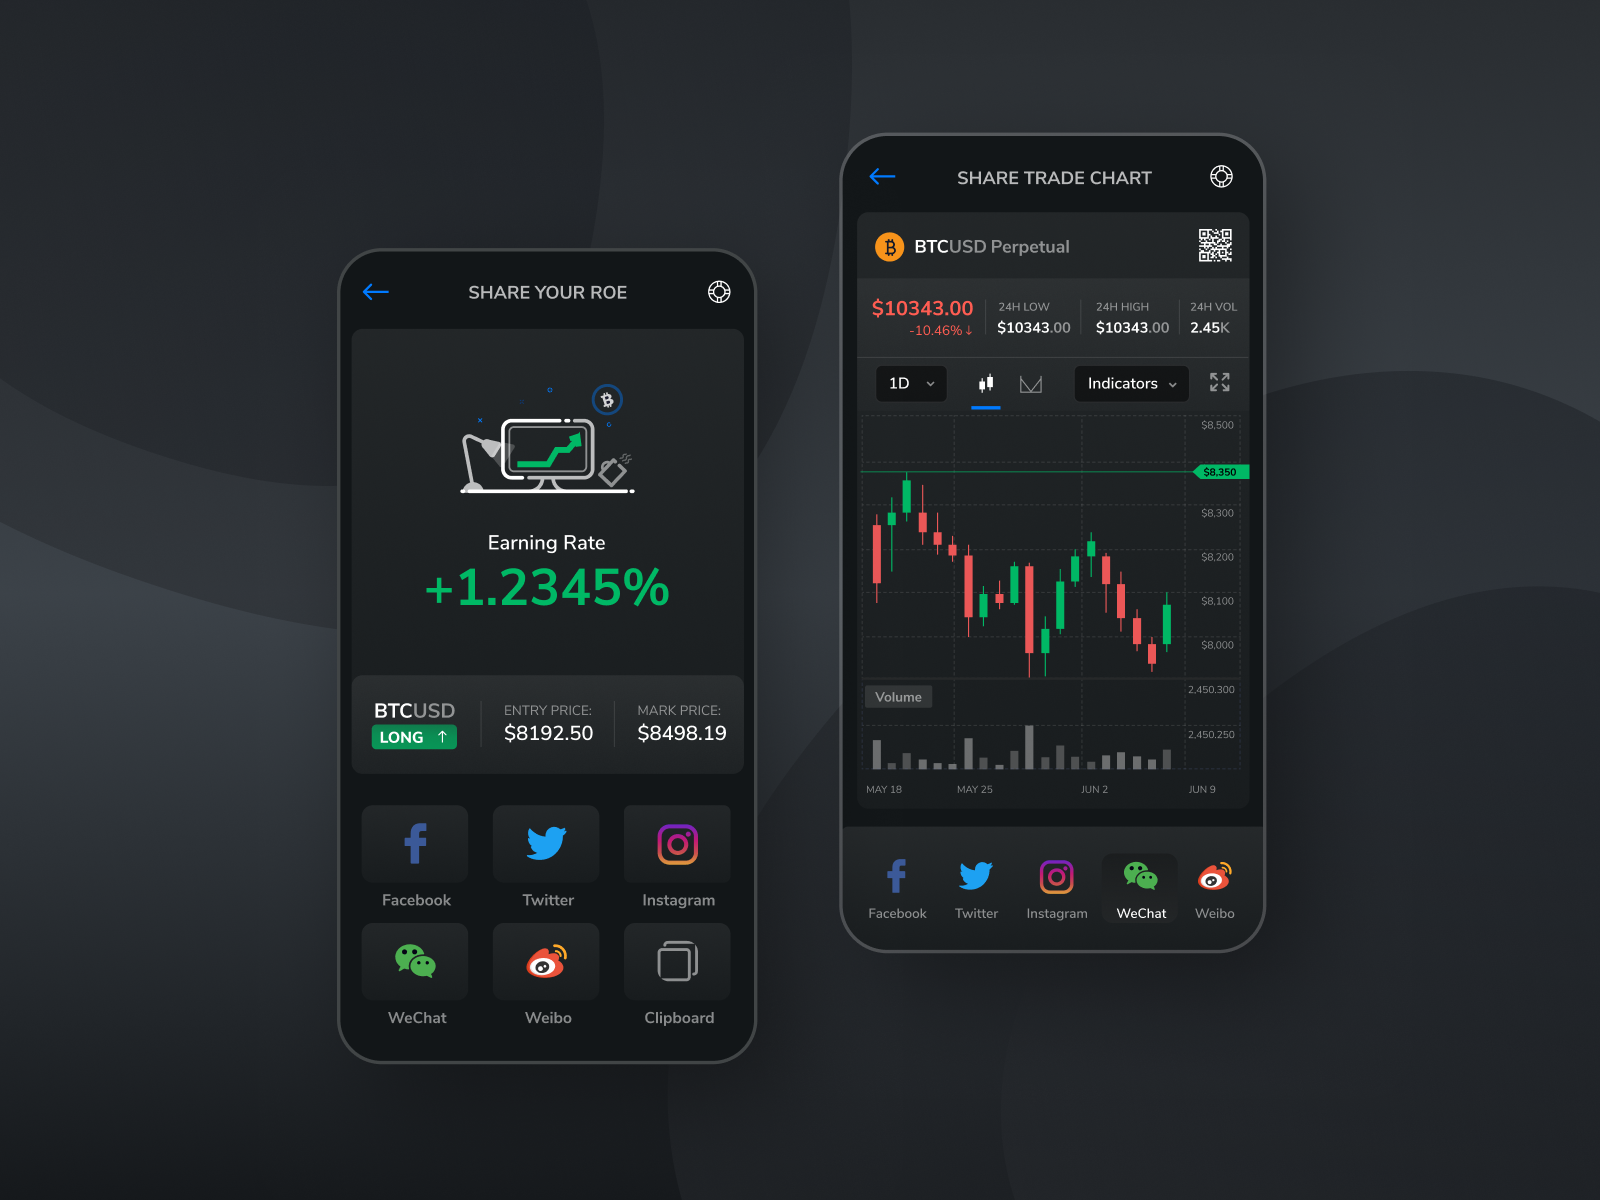 SHARE YOUR ROE
Earning Rate
+1.2345%
BTCUSD
LONG ↑
ENTRY PRICE:
$8192.50
MARK PRICE:
$8498.19
Facebook
Twitter
Instagram
WeChat
Weibo
Clipboard
SHARE TRADE CHART
BTCUSD Perpetual
$10343.00
-10.46%↓
24H LOW
$10343.00
24H HIGH
$10343.00
24H VOL
2.45K
1D
Indicators
$8,500
$8,350
$8,300
$8,200
$8,100
$8,000
Volume
2,450.300
2,450.250
MAY 18
MAY 25
JUN 2
JUN 9
Facebook
Twitter
Instagram
WeChat
Weibo